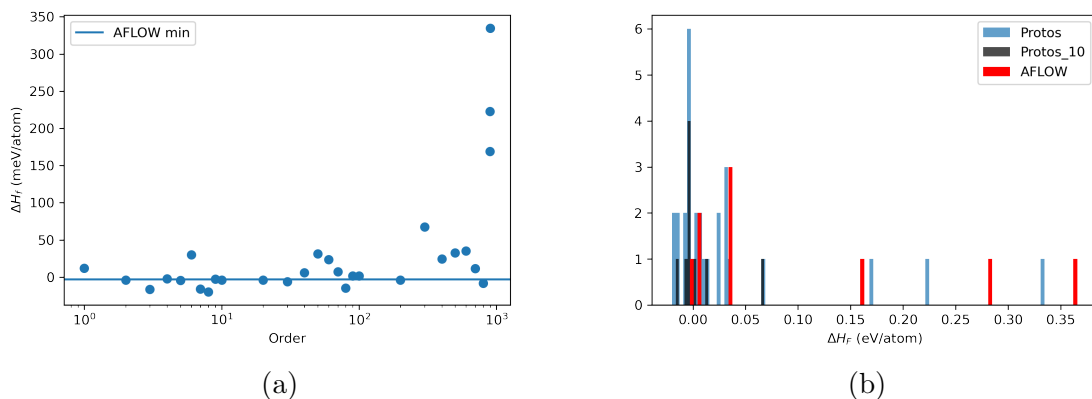 350
300
250
200
150
100
50
0
ΔH_f (meV/atom)
AFLOW min
10^0
10^1
10^2
10^3
Order
(a)
6
5
4
3
2
1
0
Protos
Protos_10
AFLOW
0.00 0.05 0.10 0.15 0.20 0.25 0.30 0.35
ΔH_F (eV/atom)
(b)